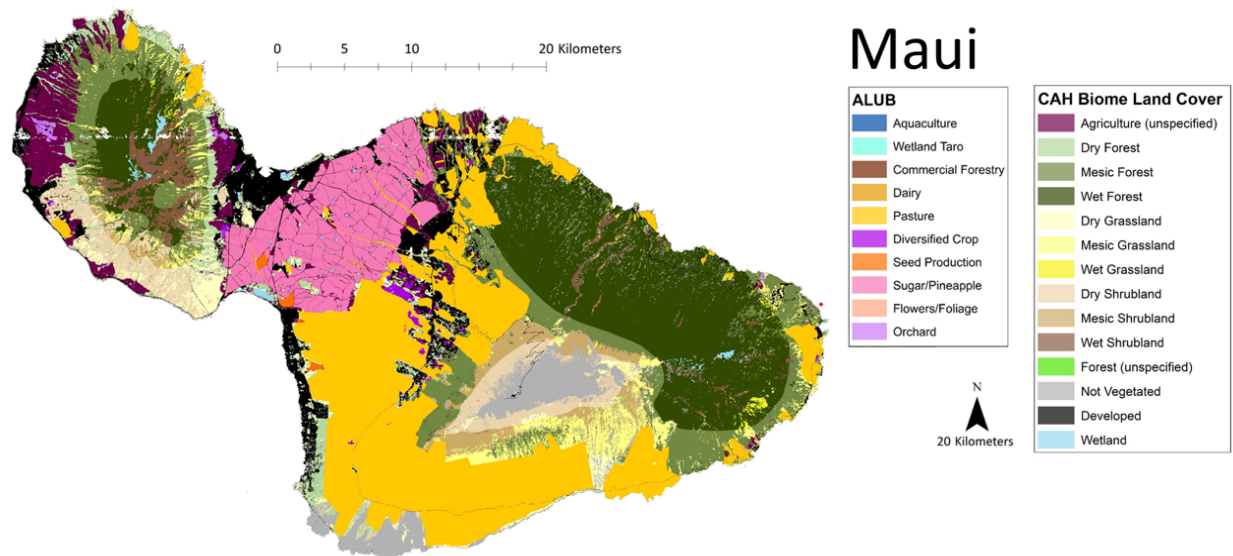 0 5 10 20 Kilometers
Maui
ALUB
Aquaculture
Wetland Taro
Commercial Forestry
Dairy
Pasture
Diversified Crop
Seed Production
Sugar/Pineapple
Flowers/Foliage
Orchard
N
20 Kilometers
CAH Biome Land Cover
Agriculture (unspecified)
Dry Forest
Mesic Forest
Wet Forest
Dry Grassland
Mesic Grassland
Wet Grassland
Dry Shrubland
Mesic Shrubland
Wet Shrubland
Forest (unspecified)
Not Vegetated
Developed
Wetland